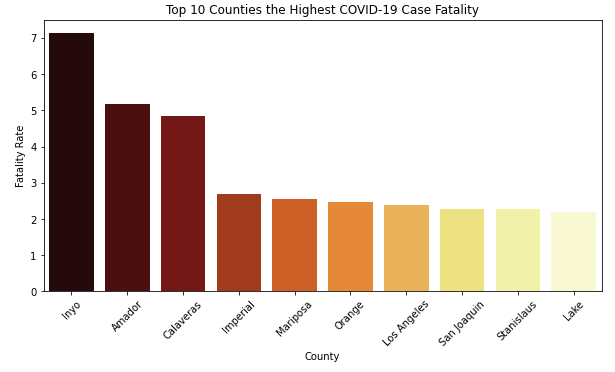 Top 10 Counties the Highest COVID-19 Case Fatality
Fatality Rate
7
6
5
4
3
2
1
0
Inyo
Amador
Calaveras
Imperial
Mariposa
Orange
Los Angeles
San Joaquin
Stanislaus
Lake
County